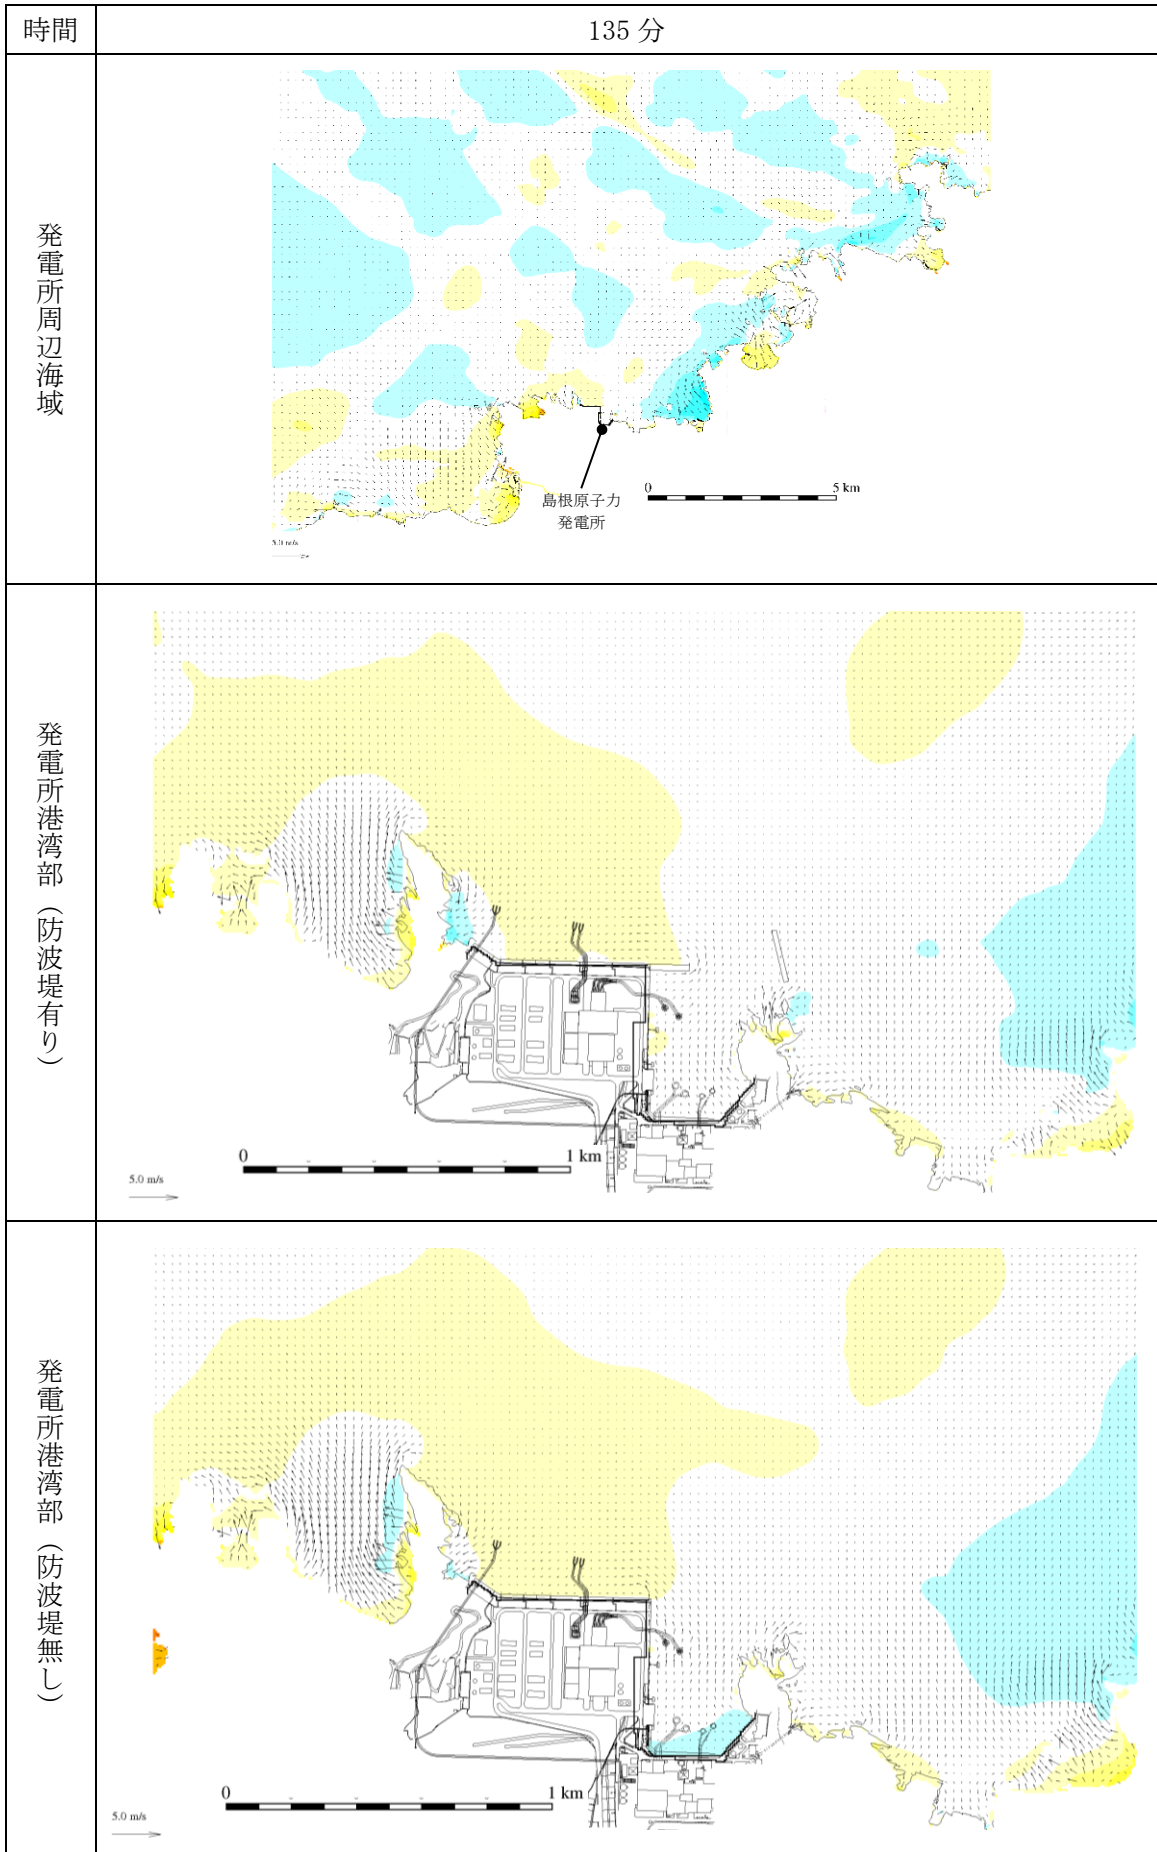 時間
135 分
発電所周辺海域
島根原子力
発電所
0 5 km
5.0 m/s
発電所港湾部（防波堤有り）
0 1 km
5.0 m/s
発電所港湾部（防波堤無し）
0 1 km
5.0 m/s